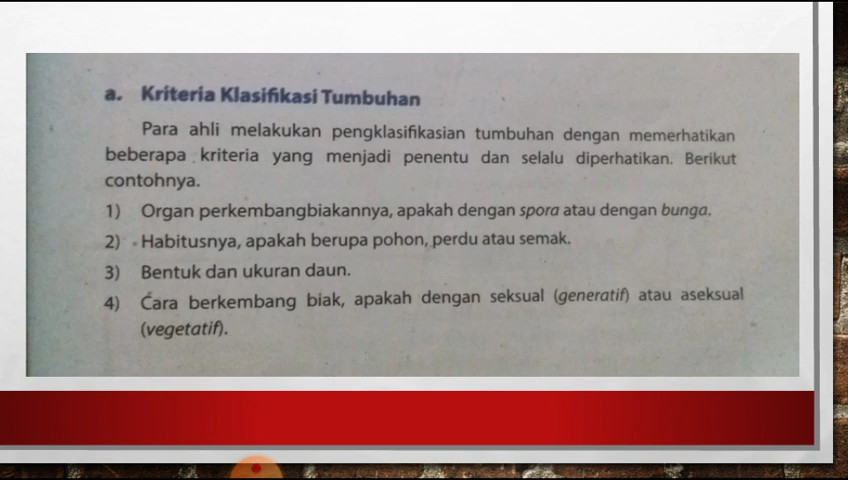 a. Kriteria Klasifikasi Tumbuhan
Para ahli melakukan pengklasifikasian tumbuhan dengan memerhatikan
beberapa kriteria yang menjadi penentu dan selalu diperhatikan. Berikut
contohnya.
1) Organ perkembangbiakannya, apakah dengan spora atau dengan bunga.
2) Habitusnya, apakah berupa pohon, perdu atau semak.
3) Bentuk dan ukuran daun.
4) Cara berkembang biak, apakah dengan seksual (generatif) atau aseksual
(vegetatif).